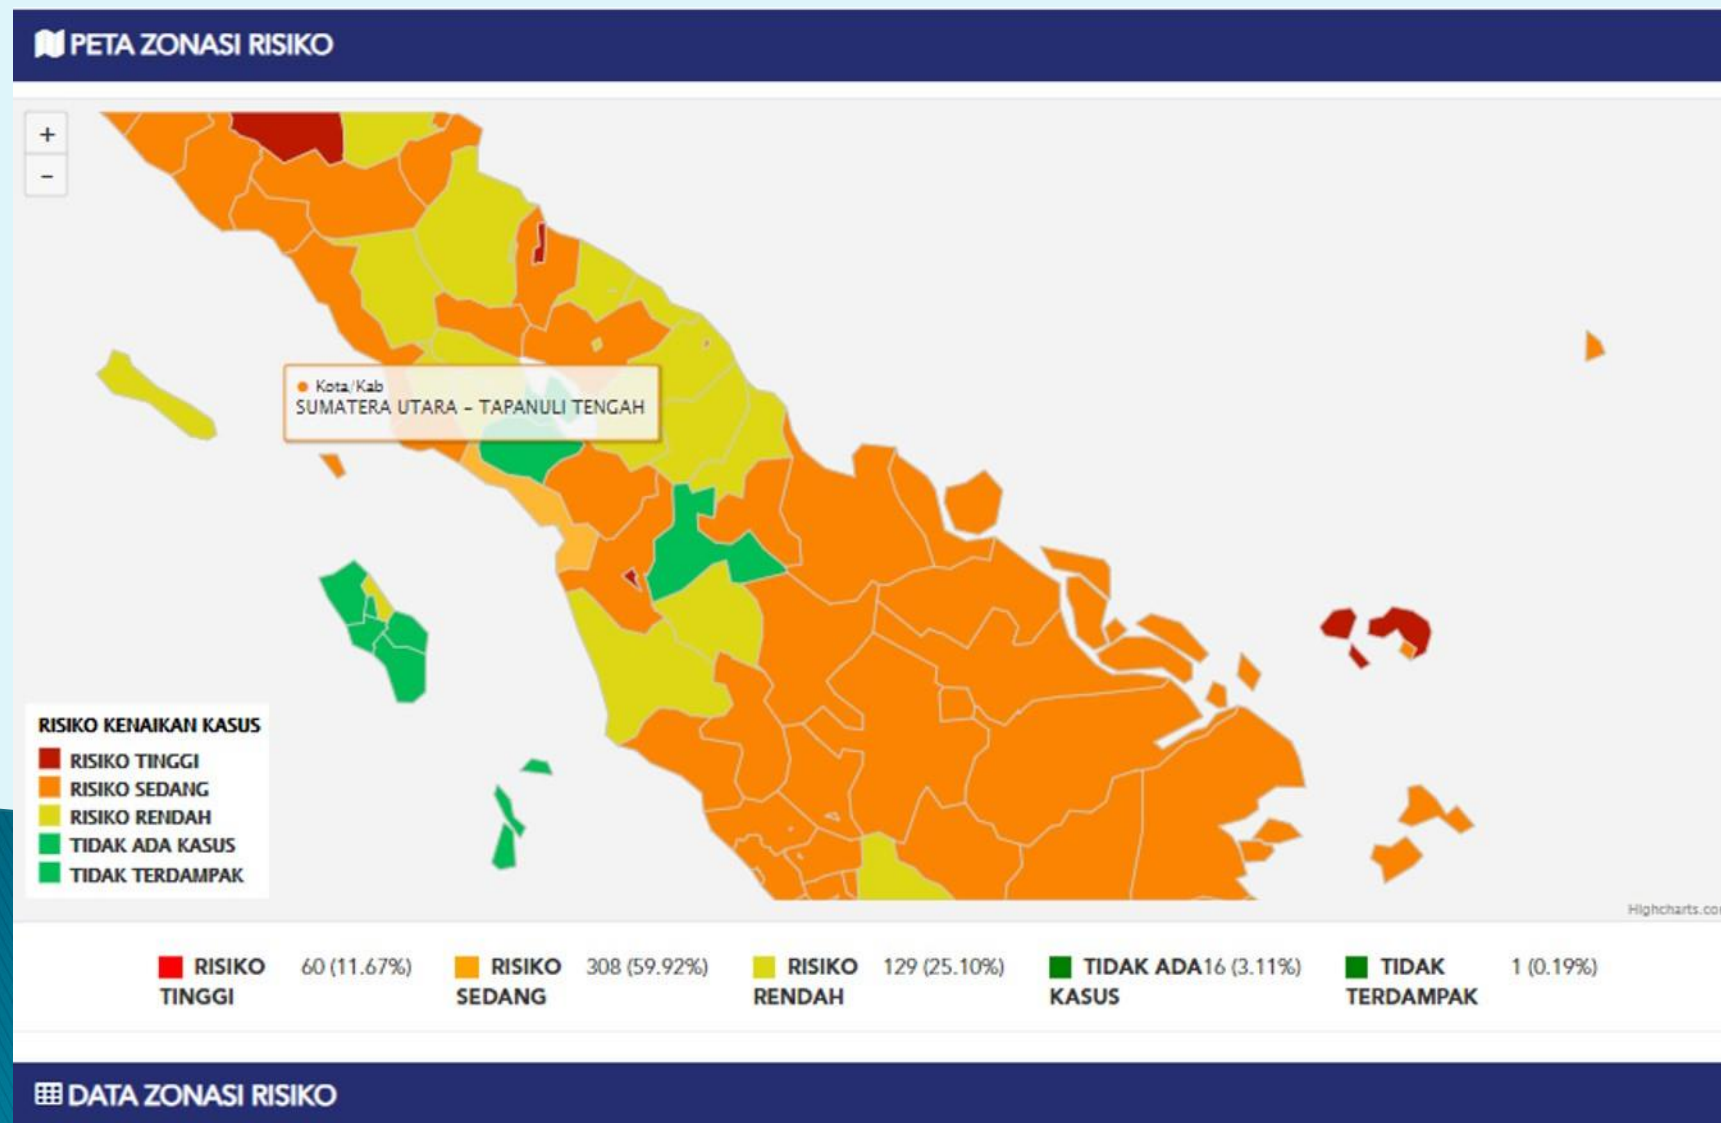 PETA ZONASI RISIKO
+
−
Kota/Kab
SUMATERA UTARA – TAPANULI TENGAH
RISIKO KENAIKAN KASUS
RISIKO TINGGI
RISIKO SEDANG
RISIKO RENDAH
TIDAK ADA KASUS
TIDAK TERDAMPAK
Highcharts.co
RISIKO TINGGI 60 (11.67%)
RISIKO SEDANG 308 (59.92%)
RISIKO RENDAH 129 (25.10%)
TIDAK ADA KASUS 16 (3.11%)
TIDAK TERDAMPAK 1 (0.19%)
DATA ZONASI RISIKO